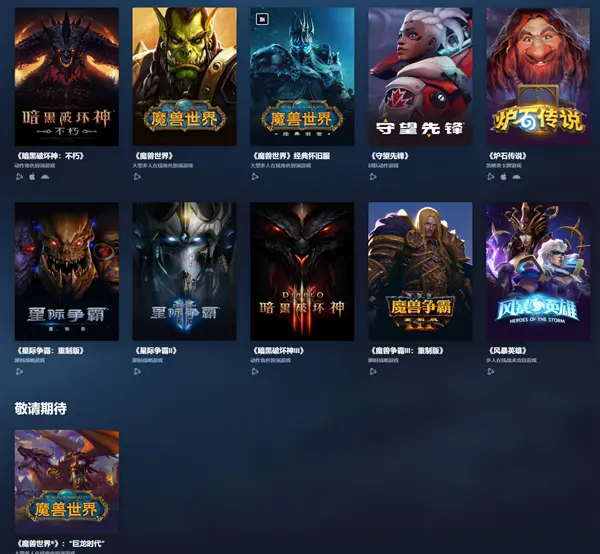 暗黑破坏神
不朽
魔兽世界
新
魔兽世界
经典怀旧
守望先锋
炉石传说
《暗黑破坏神：不朽》
《魔兽世界》
《魔兽世界》经典怀旧服
《守望先锋》
《炉石传说》
动作角色扮演游戏
大型多人在线角色扮演游戏
大型多人在线角色扮演游戏
团队动作游戏
策略类卡牌游戏
星际争霸
重制版
星际争霸
II
DIABLO
暗黑破坏神
III
魔兽争霸
重制版
III
风暴英雄
HEROES OF THE STORM
《星际争霸：重制版》
《星际争霸II》
《暗黑破坏神III》
《魔兽争霸III：重制版》
《风暴英雄》
即时战略游戏
即时战略游戏
动作角色扮演游戏
即时战略游戏
多人在线战术竞技游戏
敬请期待
魔兽世界
《魔兽世界®》：“巨龙时代”
大型多人在线角色扮演游戏